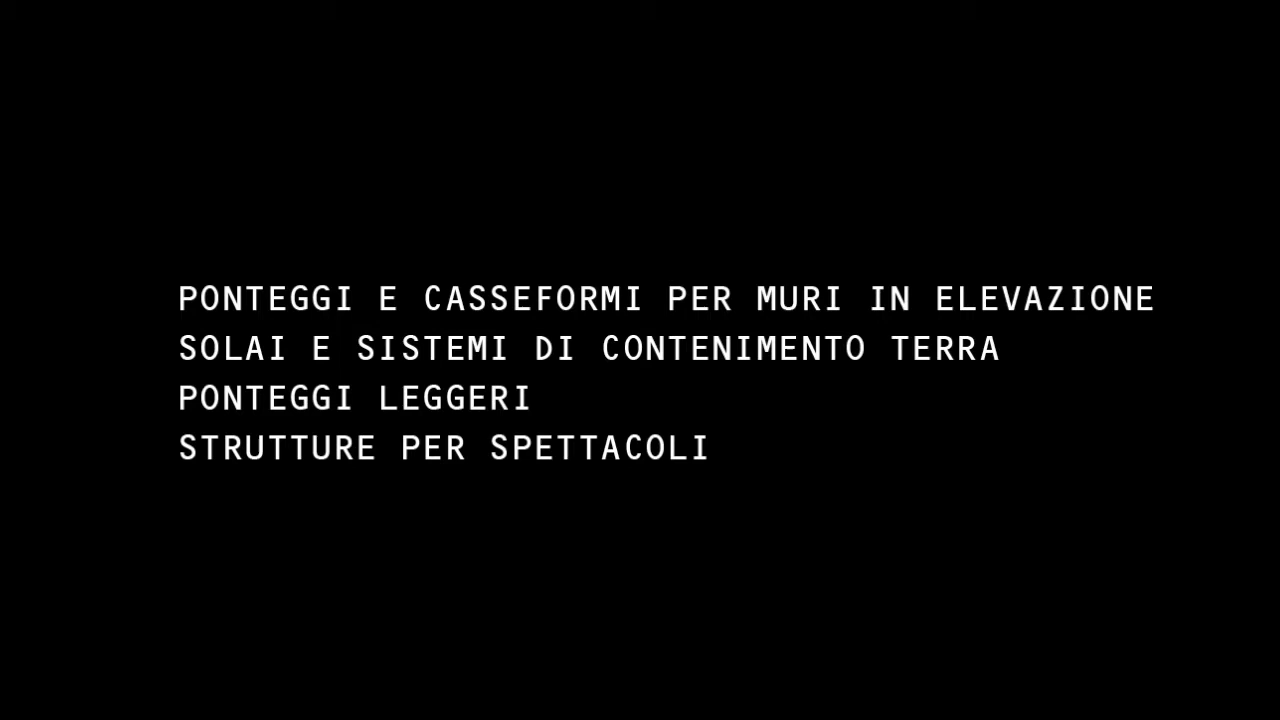 PONTEGGI E CASSEFORMI PER MURI IN ELEVAZIONE
SOLAI E SISTEMI DI CONTENIMENTO TERRA
PONTEGGI LEGGERI
STRUTTURE PER SPETTACOLI